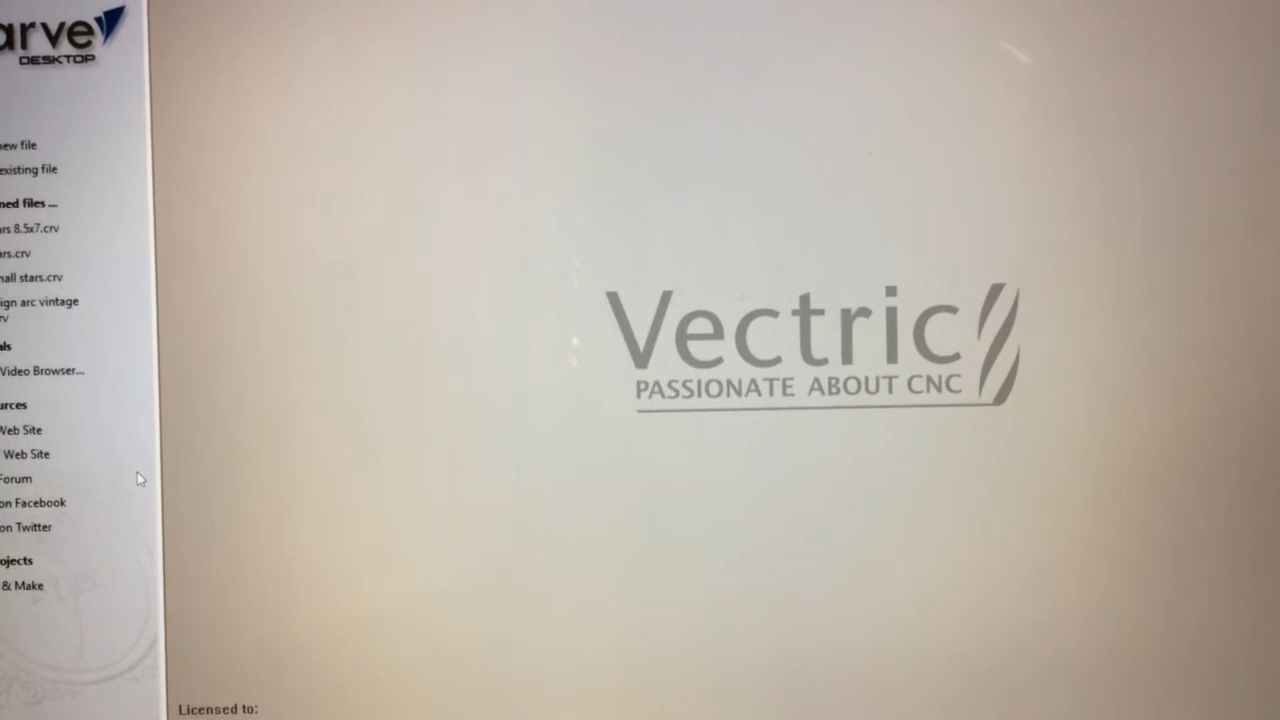 arve
DESKTOP
new file
existing file
ned files ...
rs 8.5x7.crv
rs.crv
nall stars.crv
ign arc vintage
rv
als
Video Browser...
urces
Web Site
Web Site
Forum
on Facebook
on Twitter
ojects
& Make
Vectric
PASSIONATE ABOUT CNC
Licensed to: